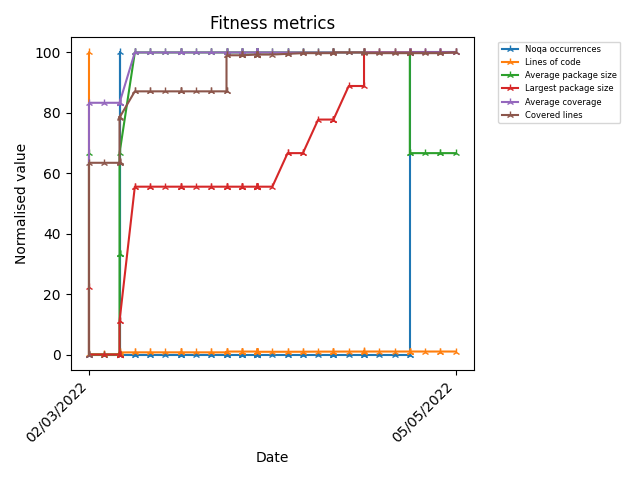 Fitness metrics
Normalised value
100
80
60
40
20
0
02/03/2022
05/05/2022
Date
Noqa occurrences
Lines of code
Average package size
Largest package size
Average coverage
Covered lines